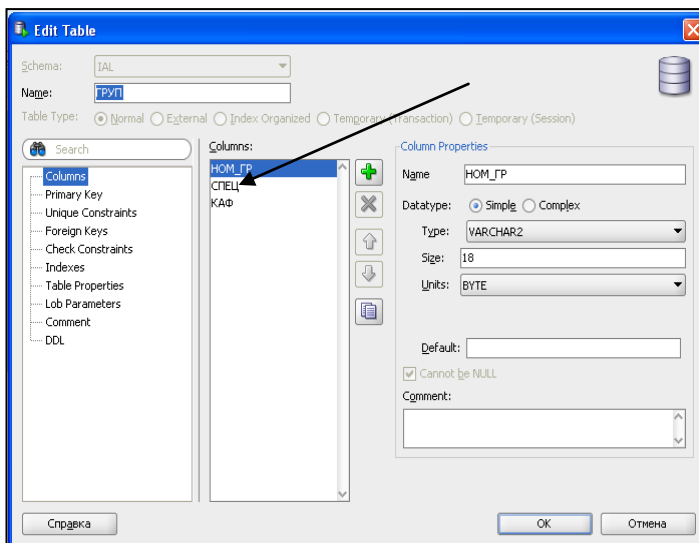 Edit Table
Schema: IAL
Name: ГРУП
Table Type: Normal External Index Organized Temporary (Transaction) Temporary (Session)
Search
Columns
Primary Key
Unique Constraints
Foreign Keys
Check Constraints
Indexes
Table Properties
Lob Parameters
Comment
DDL
Columns:
НОМ_ГР
СПЕЦ
КАФ
Column Properties
Name НОМ_ГР
Datatype: Simple Complex
Type: VARCHAR2
Size: 18
Units: BYTE
Default:
Cannot be NULL
Comment:
Справка
OK
Отмена